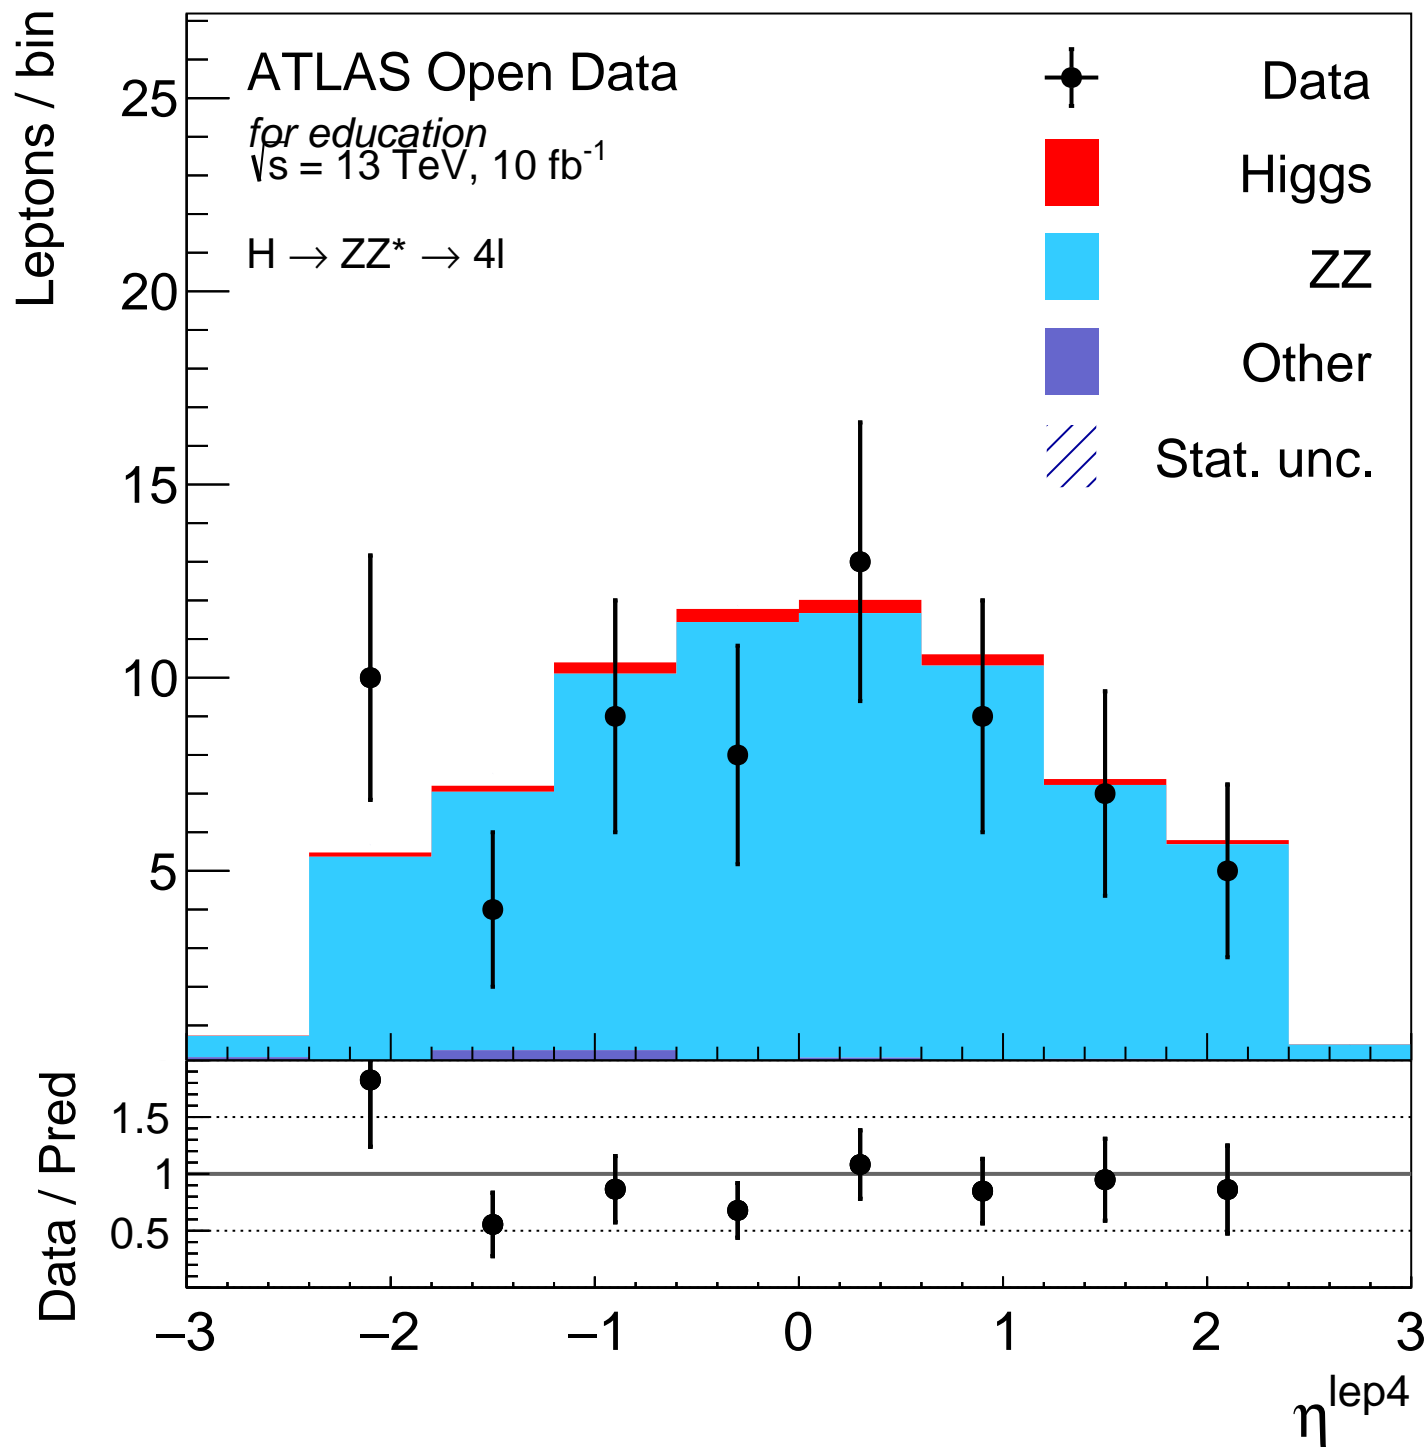 Leptons / bin
25
20
15
10
5
ATLAS Open Data
for education
√s = 13 TeV, 10 fb⁻¹
H → ZZ* → 4l
Data
Higgs
ZZ
Other
Stat. unc.
Data / Pred
1.5
1
0.5
−3 −2 −1 0 1 2 3
η^lep4